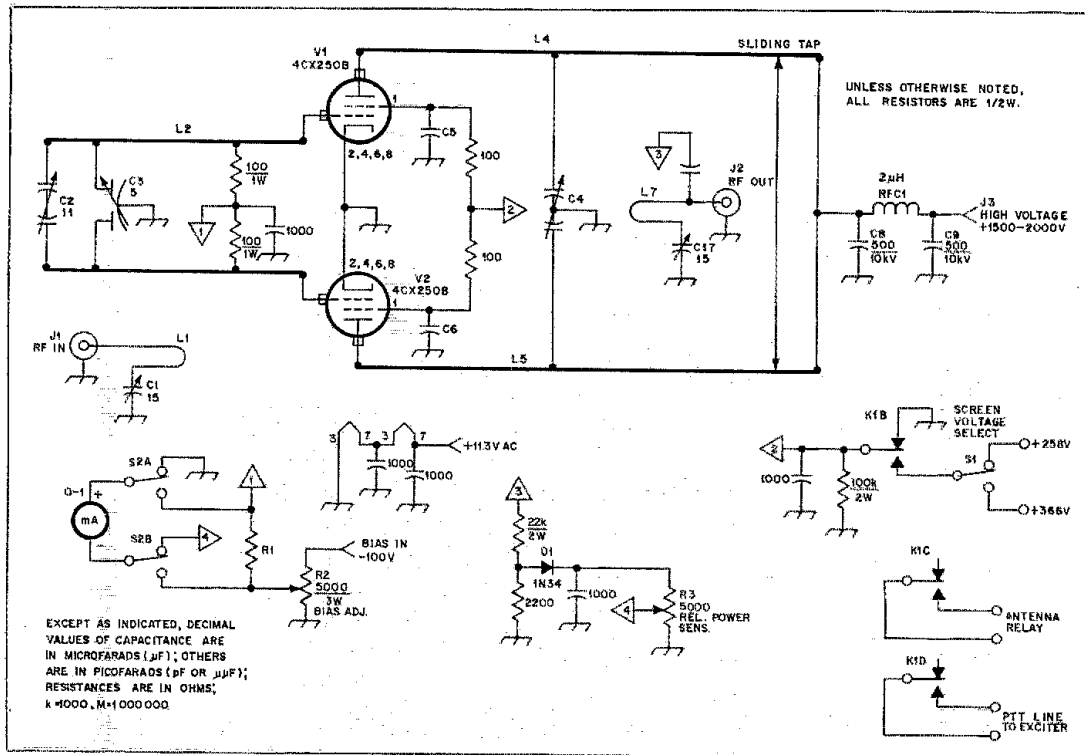 L4
SLIDING TAP
V1
4CX250B
UNLESS OTHERWISE NOTED,
ALL RESISTORS ARE 1/2W.
1
C5
L2
2,4,6,8
100
100
1W
C2
11
C3
5
1
1000
100
1W
2
100
C4
3
J2
RF OUT
L7
C17
15
2µH
RFC1
J3
HIGH VOLTAGE
+1500-2000V
C8
500
10kV
C9
500
10kV
2,4,6,8
V2
4CX250B
1
C6
L5
J1
RF IN
L1
C1
15
K1B
SCREEN
VOLTAGE
SELECT
+258V
S1
2
1000
100k
2W
+366V
3 7 3 7
+11.3V AC
1000
1000
S2A
1
0-1
+
mA
S2B
4
R1
BIAS IN
-100V
R2
5000
3W
BIAS ADJ.
3
22k
2W
D1
1N34
2200
1000
4
R3
5000
REL. POWER
SENS.
K1C
ANTENNA
RELAY
K1D
PTT LINE
TO EXCITER
EXCEPT AS INDICATED, DECIMAL
VALUES OF CAPACITANCE ARE
IN MICROFARADS (µF); OTHERS
ARE IN PICOFARADS (pF OR µµF);
RESISTANCES ARE IN OHMS;
k=1000, M=1000000